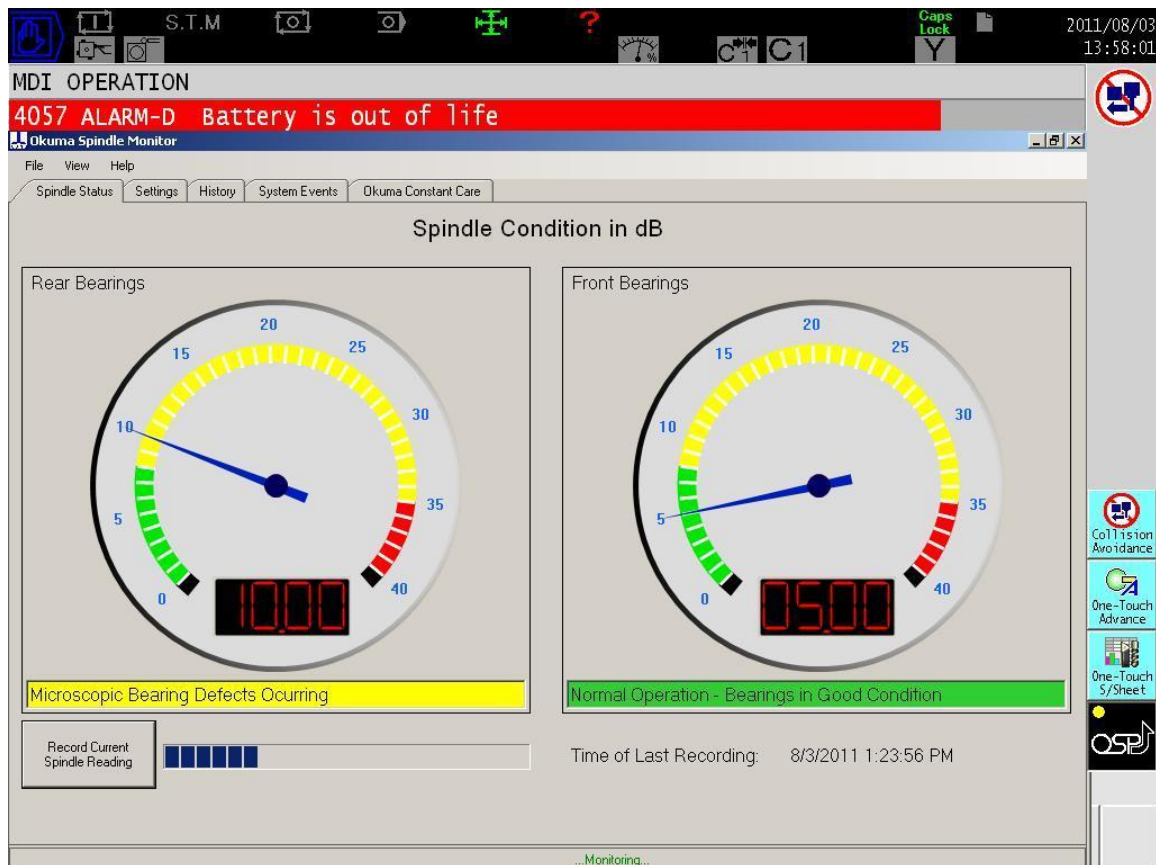 S.T.M
?
%
C 1
C 1
Caps
Lock
Y
2011/08/03
13:58:01
MDI OPERATION
4057 ALARM-D Battery is out of life
Okuma Spindle Monitor
File View Help
Spindle Status Settings History System Events Okuma Constant Care
Spindle Condition in dB
Rear Bearings
0
5
10
15
20
25
30
35
40
10.00
Microscopic Bearing Defects Ocurring
Front Bearings
0
5
10
15
20
25
30
35
40
05.00
Normal Operation - Bearings in Good Condition
Record Current
Spindle Reading
Time of Last Recording: 8/3/2011 1:23:56 PM
...Monitoring...
Collision
Avoidance
One-Touch
Advance
One-Touch
S/Sheet
OSP